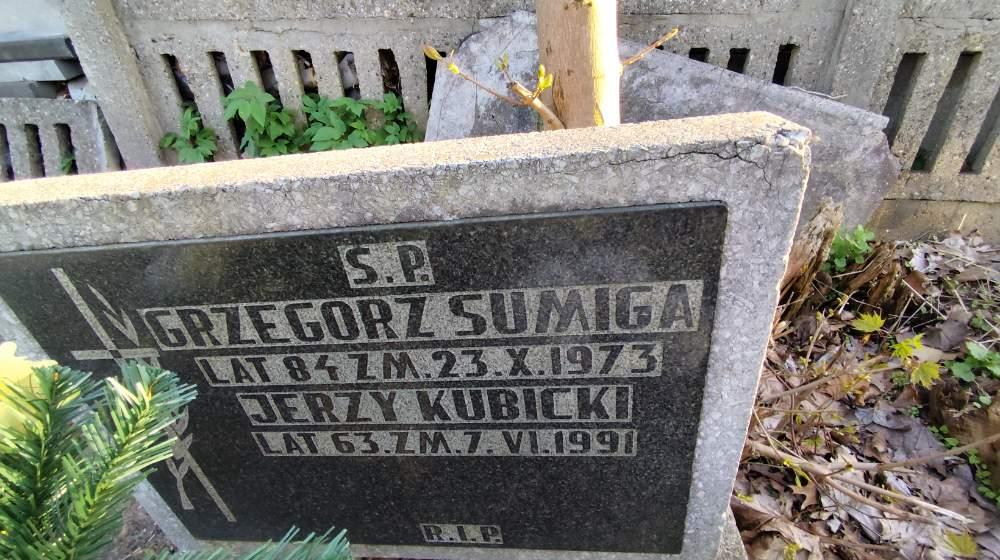 S.P.
GRZEGORZ SUMIGA
LAT 84 ZM. 23. X. 1973
JERZY KUBICKI
LAT 63. ZM. 7. VI. 1991
R.I.P.